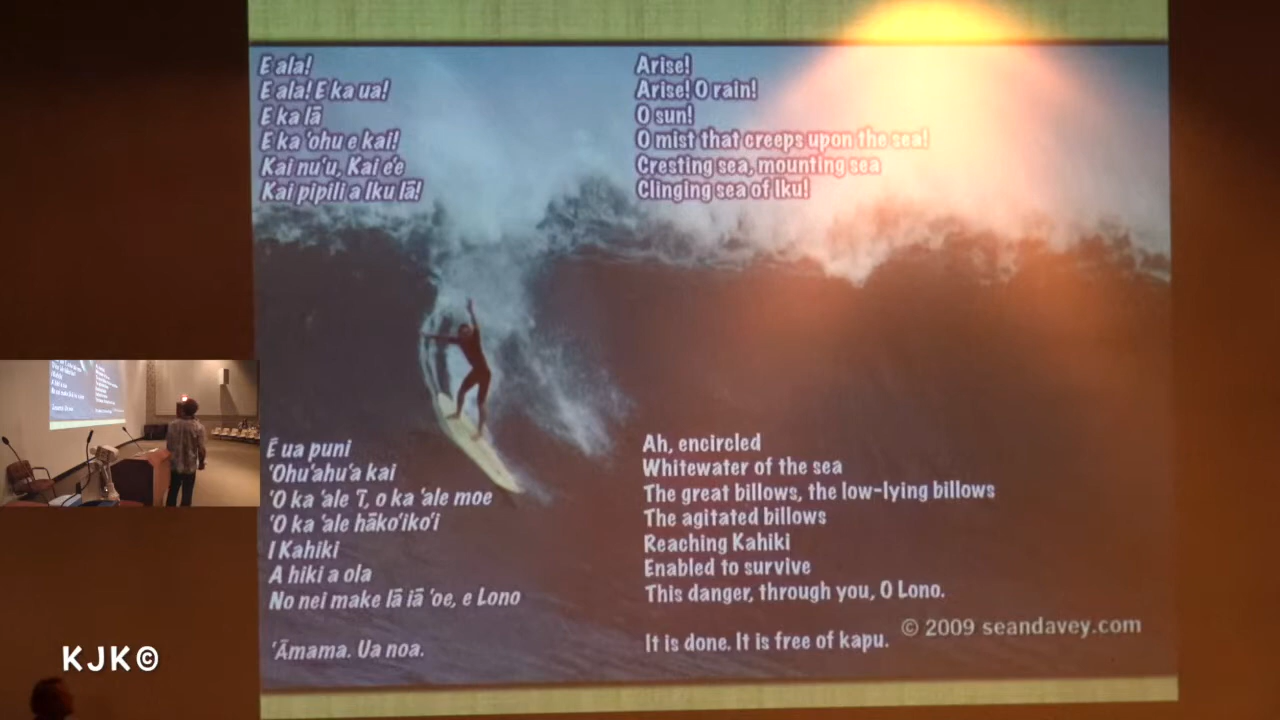 E ala!
E ala! E ka ua!
E ka lā
E ka ʻohu e kai!
Kai nuʻu, Kai eʻe
Kai pipili a Iku lā!
Arise!
Arise! O rain!
O sun!
O mist that creeps upon the sea!
Cresting sea, mounting sea
Clinging sea of Iku!
Ē ua puni
ʻOhuʻahuʻa kai
ʻO ka ʻale ʻī, o ka ʻale moe
ʻO ka ʻale hākoʻikoʻi
I Kahiki
A hiki a ola
No nei make lā iā ʻoe, e Lono
ʻĀmama. Ua noa.
Ah, encircled
Whitewater of the sea
The great billows, the low-lying billows
The agitated billows
Reaching Kahiki
Enabled to survive
This danger, through you, O Lono.
It is done. It is free of kapu.
© 2009 seandavey.com
KJK©